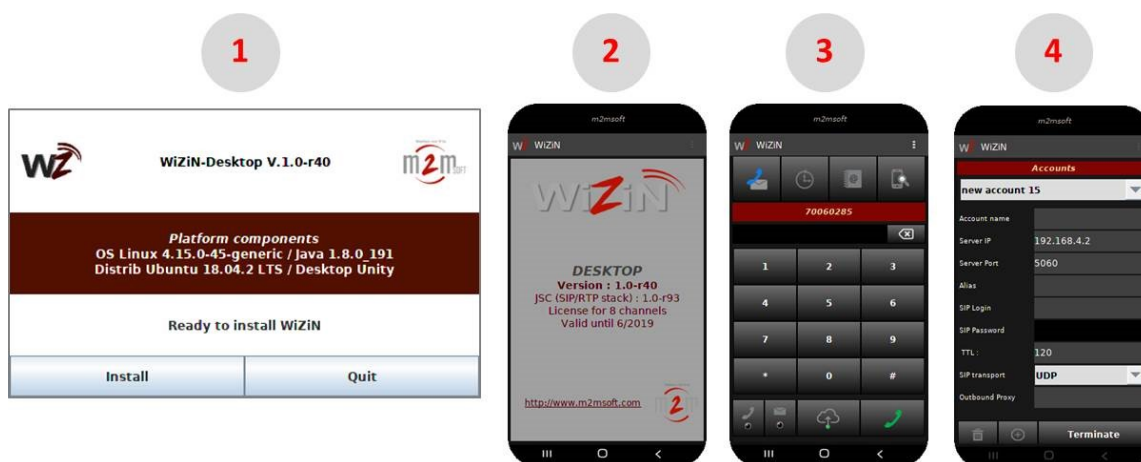 1
WZ
WiZiN-Desktop V.1.0-r40
m2m
SOFT
Platform components
OS Linux 4.15.0-45-generic / Java 1.8.0_191
Distrib Ubuntu 18.04.2 LTS / Desktop Unity
Ready to install WiZiN
Install
Quit
2
m2msoft
WiZiN
WiZiN
DESKTOP
Version : 1.0-r40
JSC (SIP/RTP stack) : 1.0-r93
License for 8 channels
Valid until 6/2019
http://www.m2msoft.com
3
m2msoft
WiZiN
70060285
1 2 3
4 5 6
7 8 9
* 0 #
4
m2msoft
WiZiN
Accounts
new account 15
Account name
Server IP 192.168.4.2
Server Port 5060
Alias
SIP Login
SIP Password
TTL : 120
SIP transport UDP
Outbound Proxy
Terminate